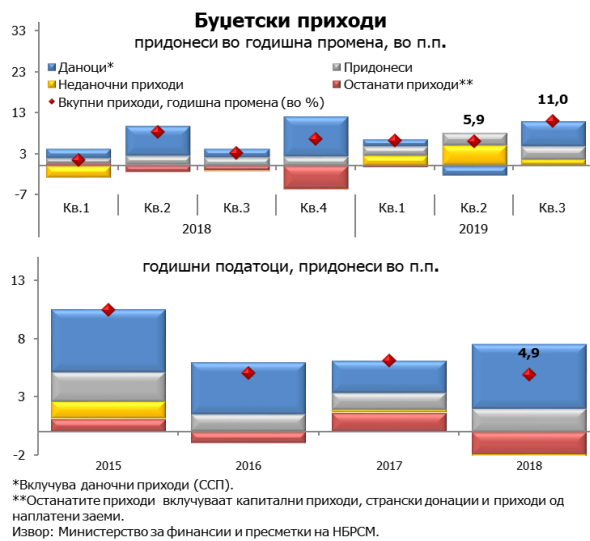 Буџетски приходи
придонеси во годишна промена, во п.п.
Даноци*
Придонеси
Неданочни приходи
Останати приходи**
Вкупни приходи, годишна промена (во %)
33
23
13
3
-7
5,9
11,0
Кв.1 Кв.2 Кв.3 Кв.4 Кв.1 Кв.2 Кв.3
2018 2019
годишни податоци, придонеси во п.п.
13
8
3
-2
4,9
2015 2016 2017 2018
*Вклучува даночни приходи (ССП).
**Останатите приходи вклучуваат капитални приходи, странски донации и приходи од
наплатени заеми.
Извор: Министерство за финансии и пресметки на НБРСМ.